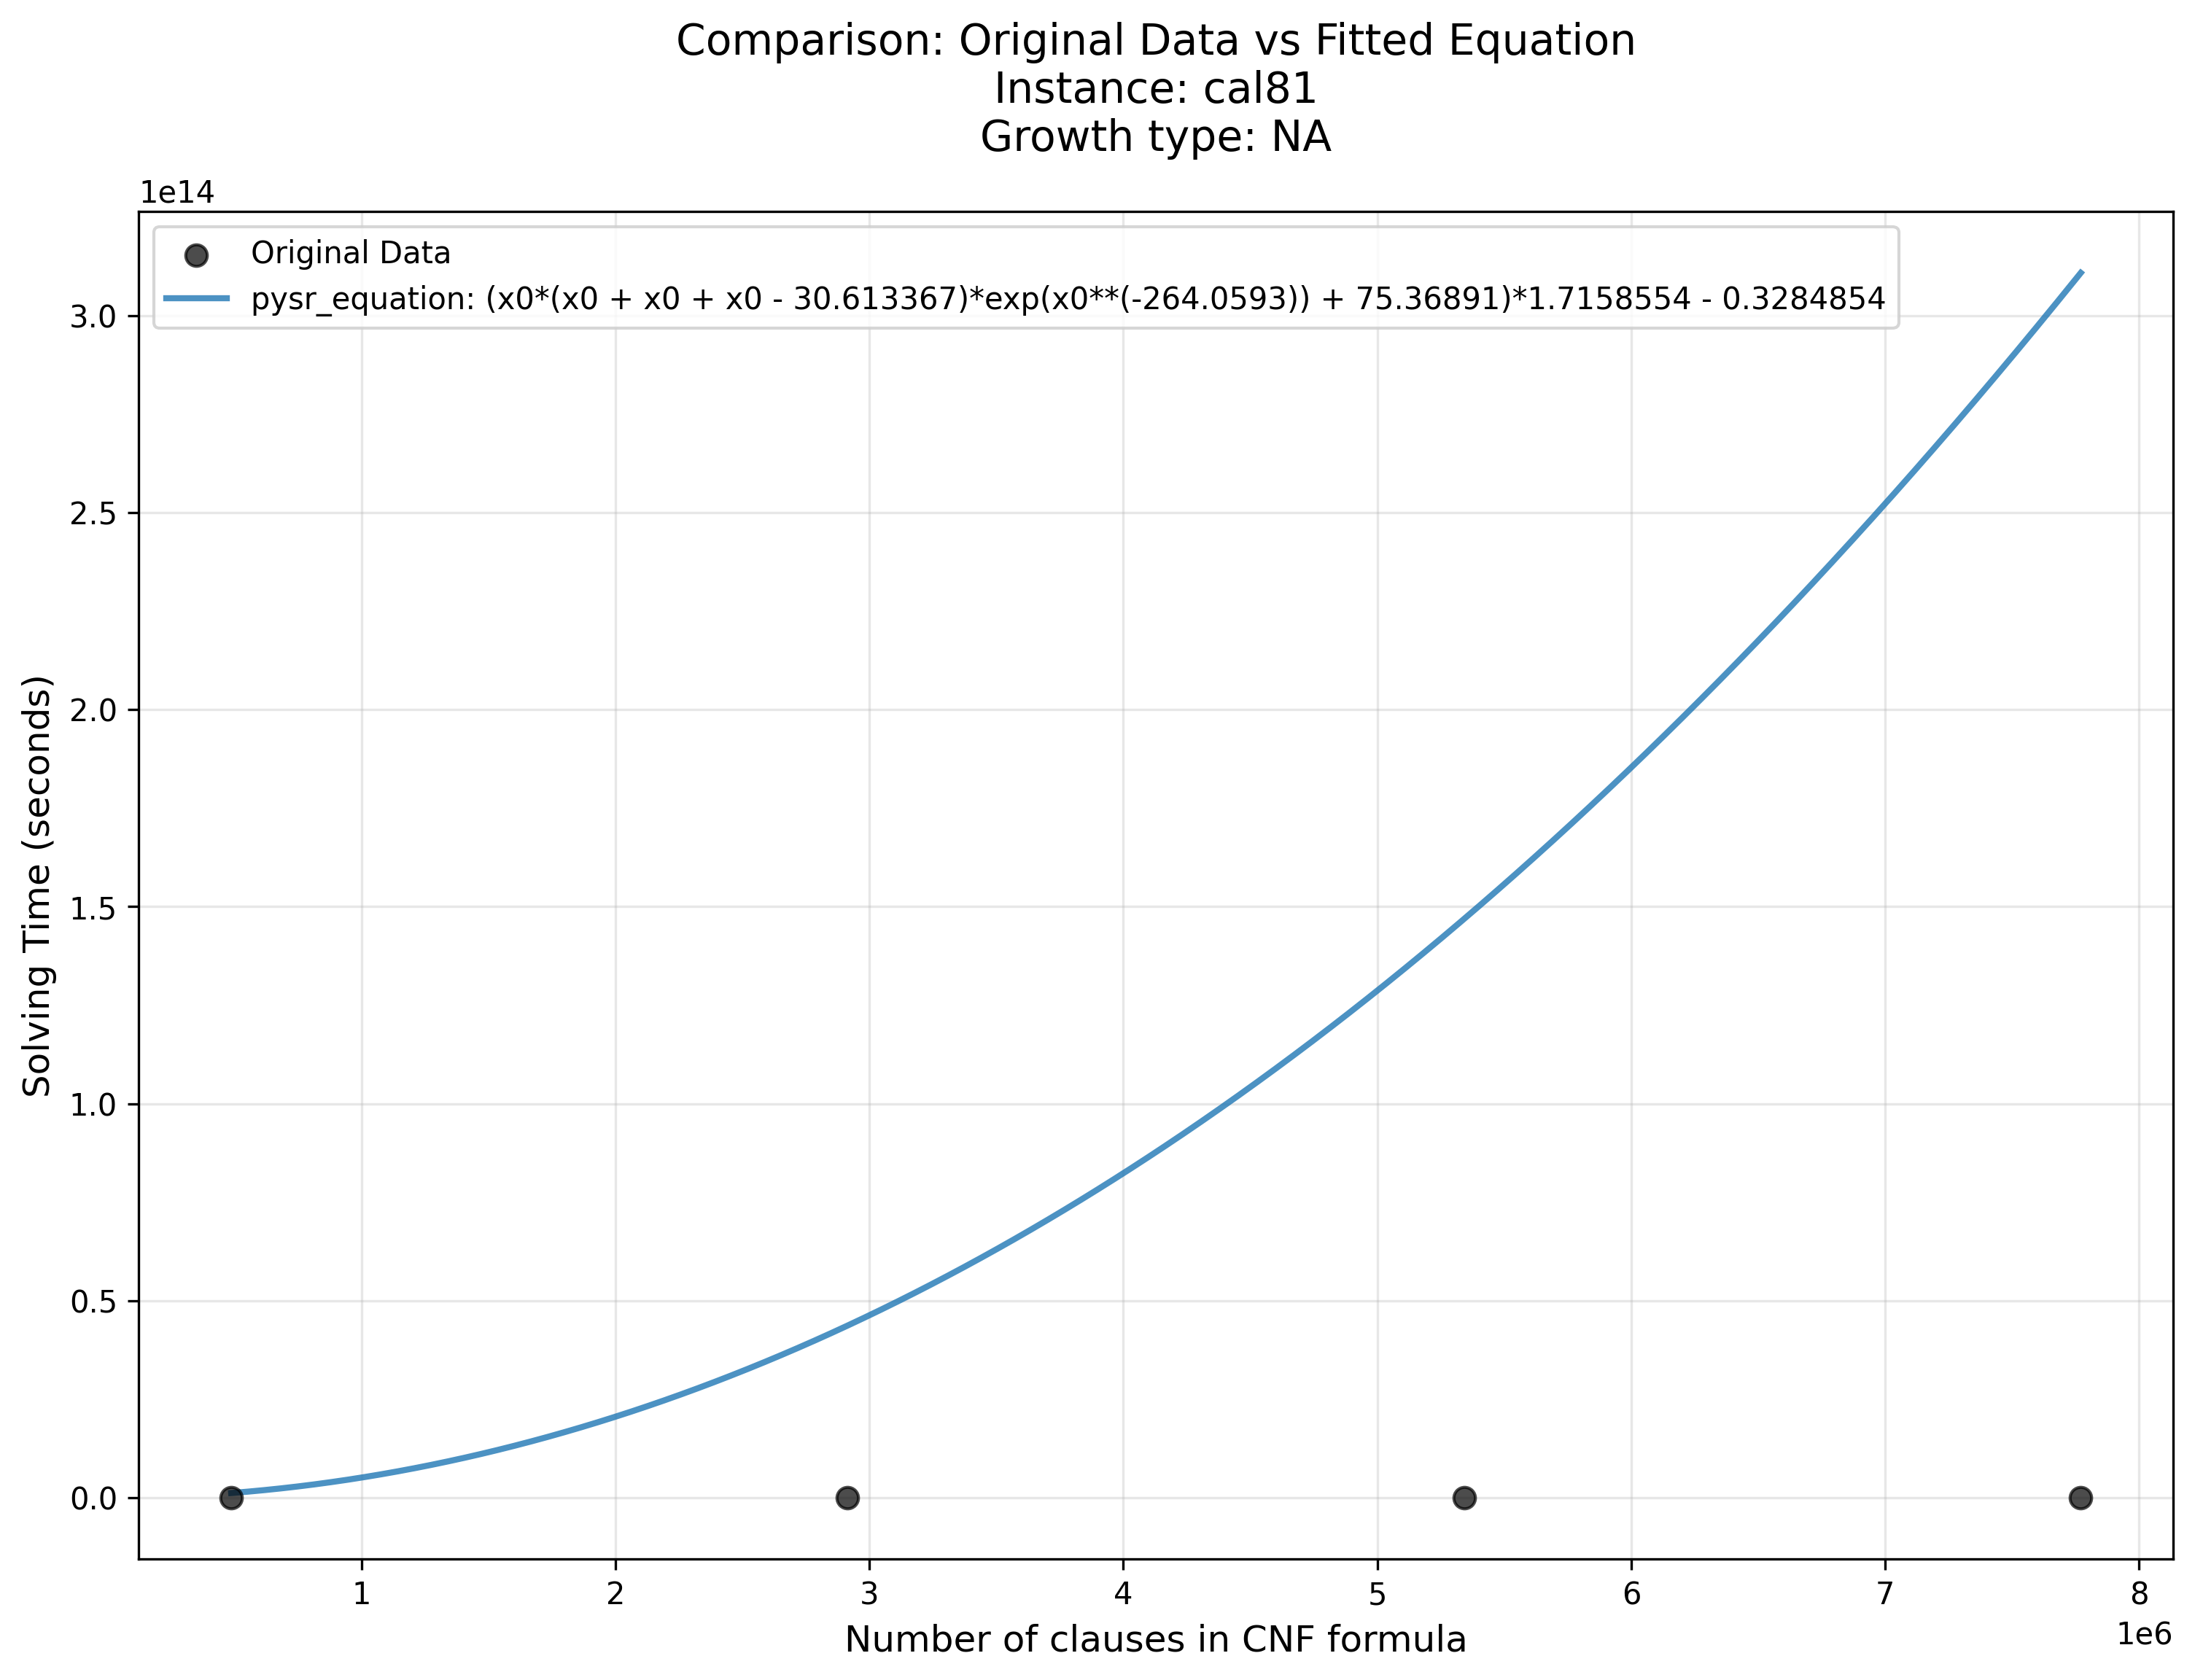 Comparison: Original Data vs Fitted Equation
Instance: cal81
Growth type: NA
1e14
Original Data
pysr_equation: (x0*(x0 + x0 + x0 - 30.613367)*exp(x0**(-264.0593)) + 75.36891)*1.7158554 - 0.3284854
3.0
2.5
2.0
1.5
1.0
0.5
0.0
Solving Time (seconds)
1 2 3 4 5 6 7 8
1e6
Number of clauses in CNF formula